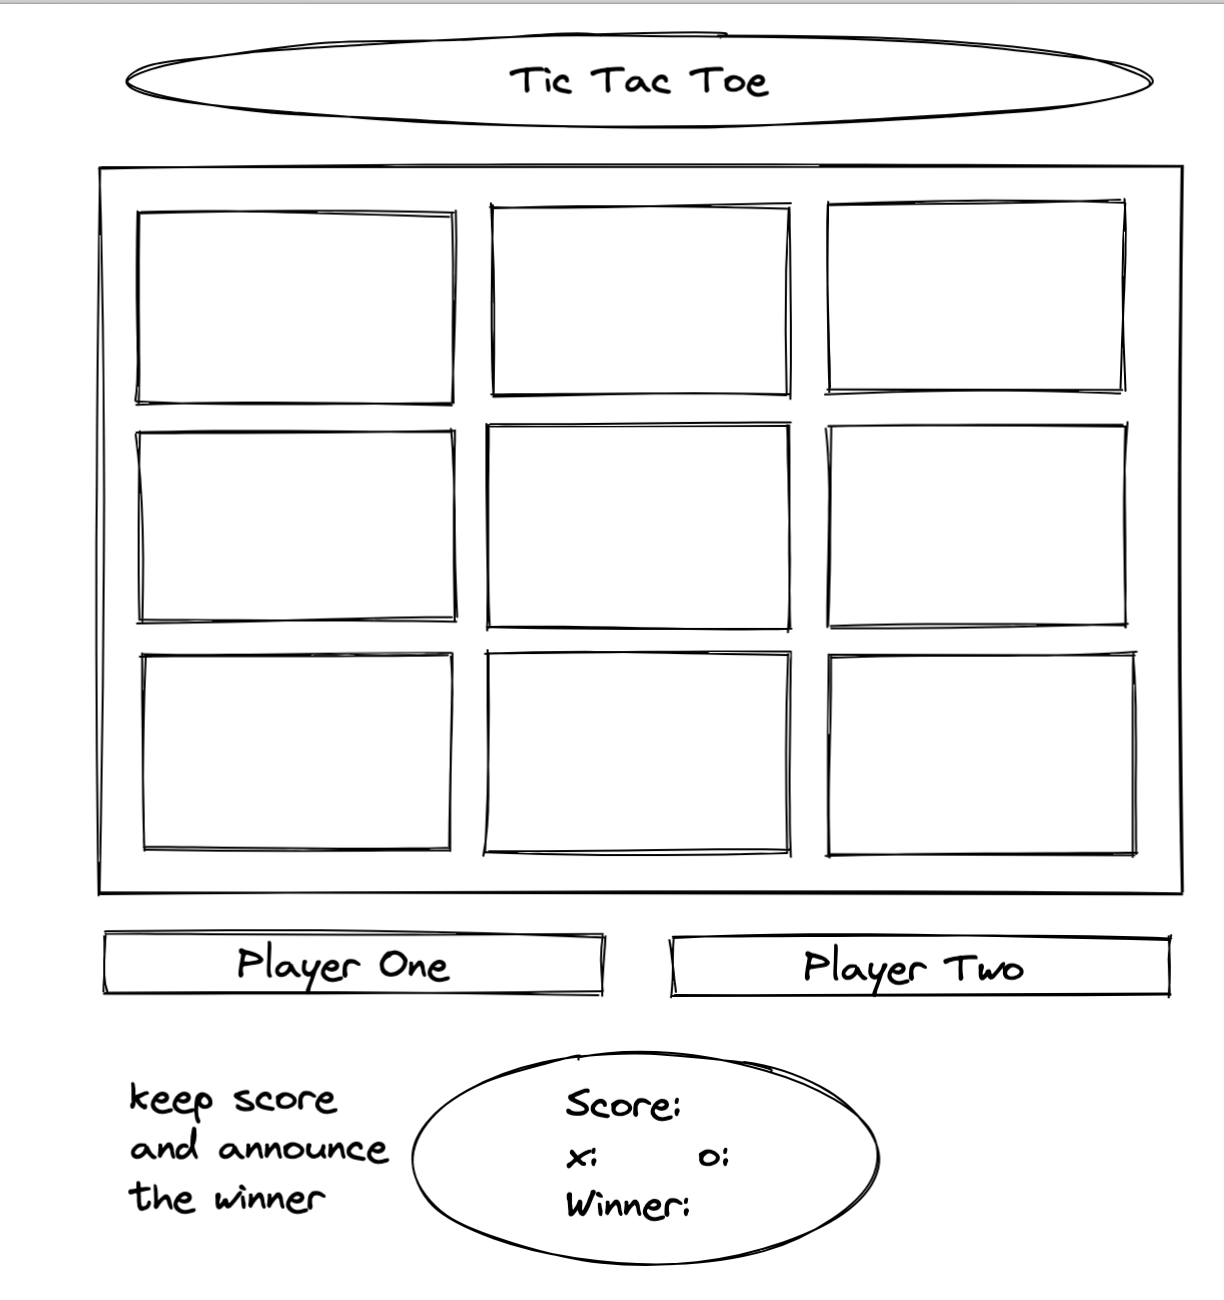 Tic Tac Toe
Player One
Player Two
keep score
and announce
the winner
Score:
x:
o:
Winner: